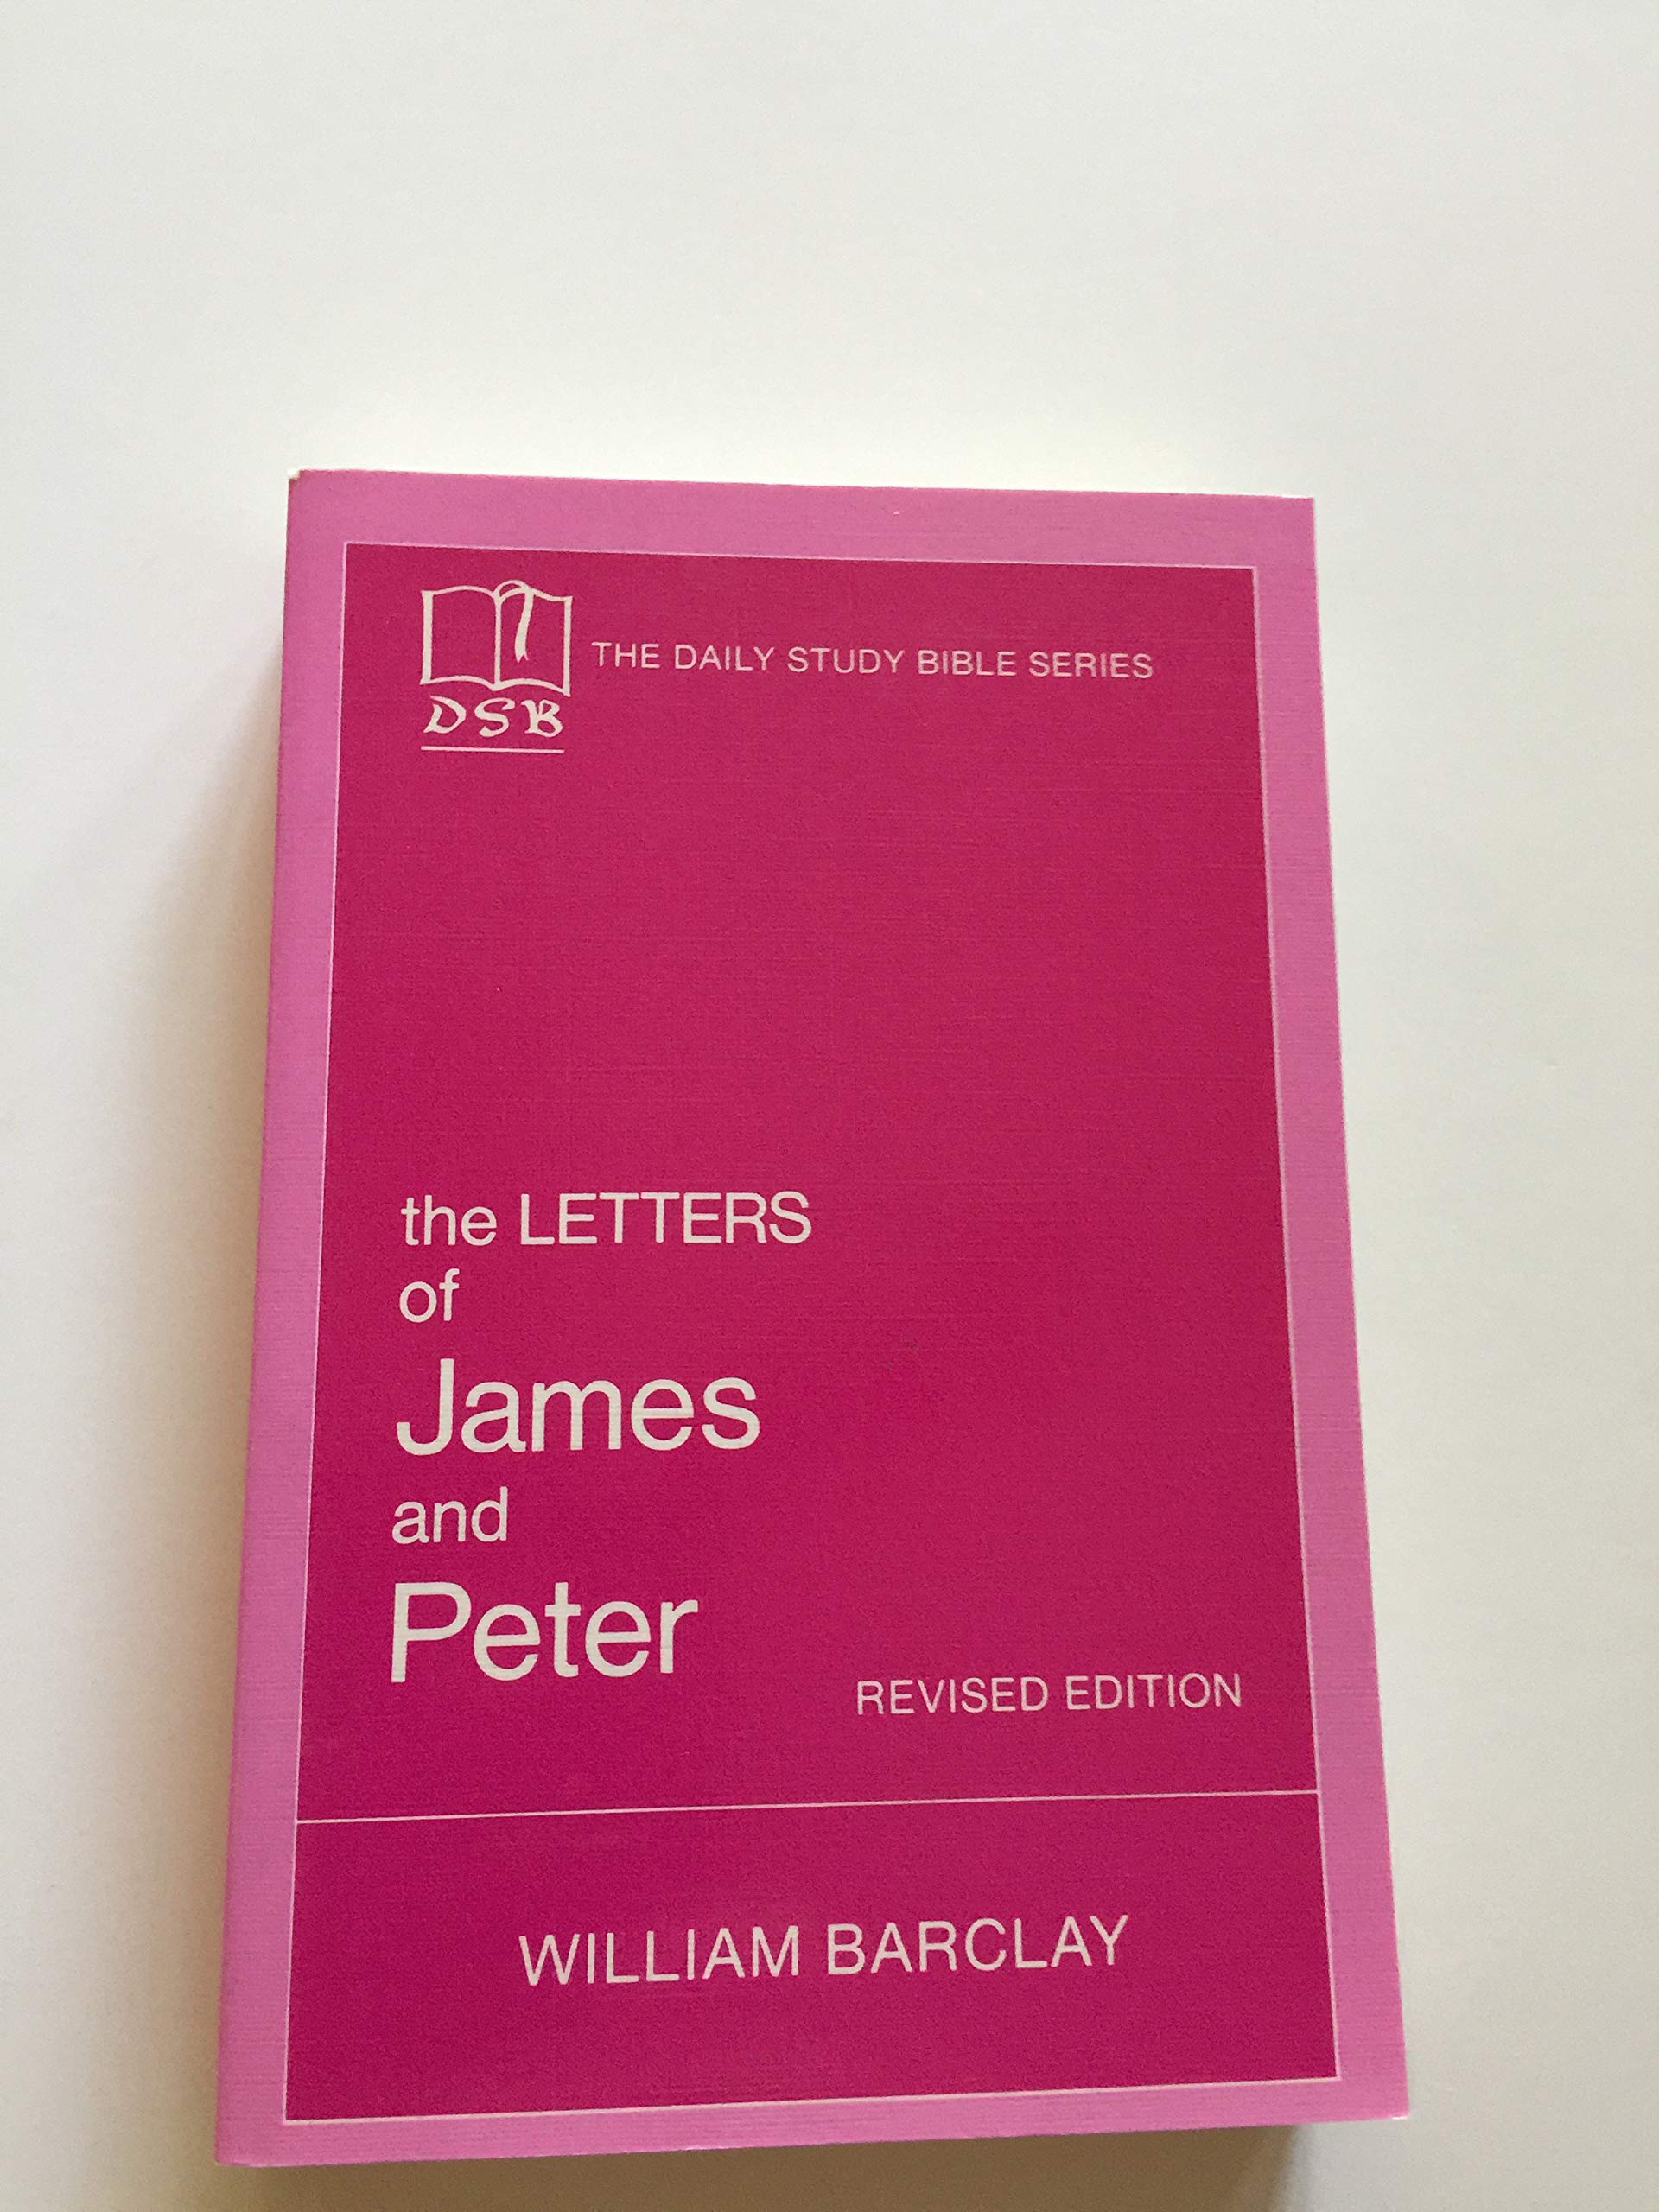 DSB
THE DAILY STUDY BIBLE SERIES
the LETTERS
of
James
and
Peter
REVISED EDITION
WILLIAM BARCLAY